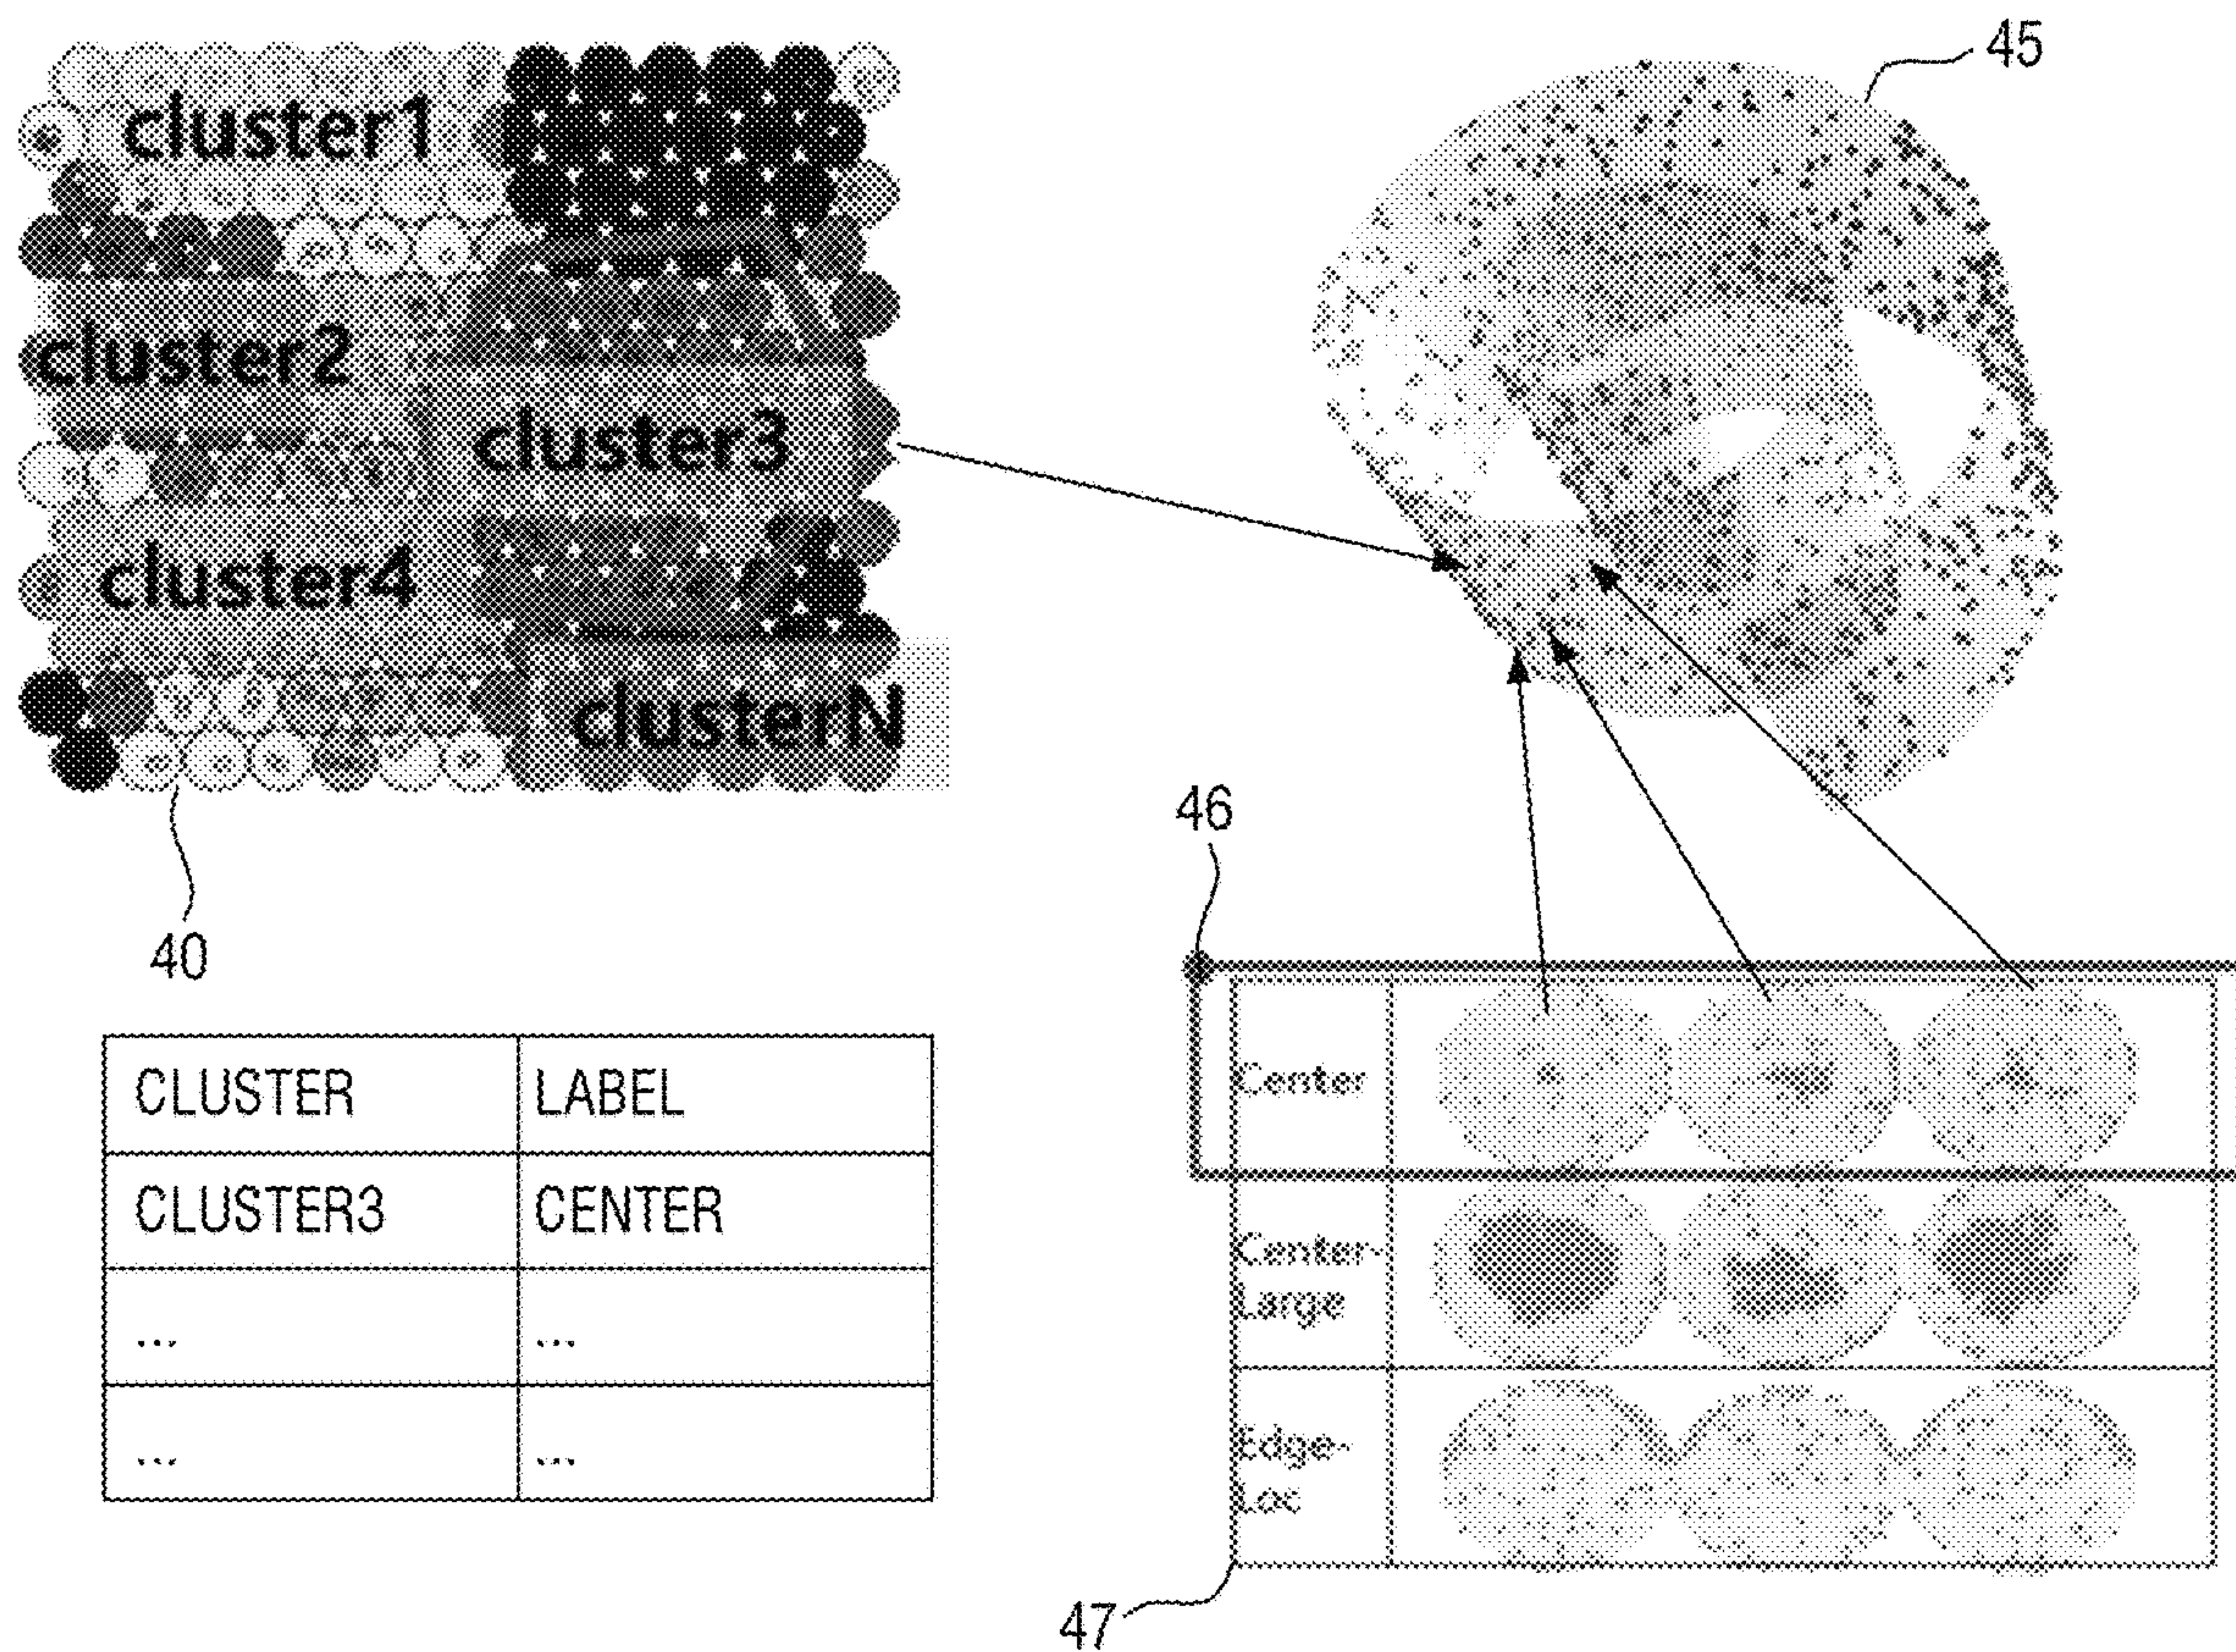 45
cluster1
cluster2
cluster3
cluster4
clusterN
46
40
CLUSTER LABEL
CLUSTER3 CENTER
... ...
... ...
Center
Center-
Large
Edge-
Loc
47